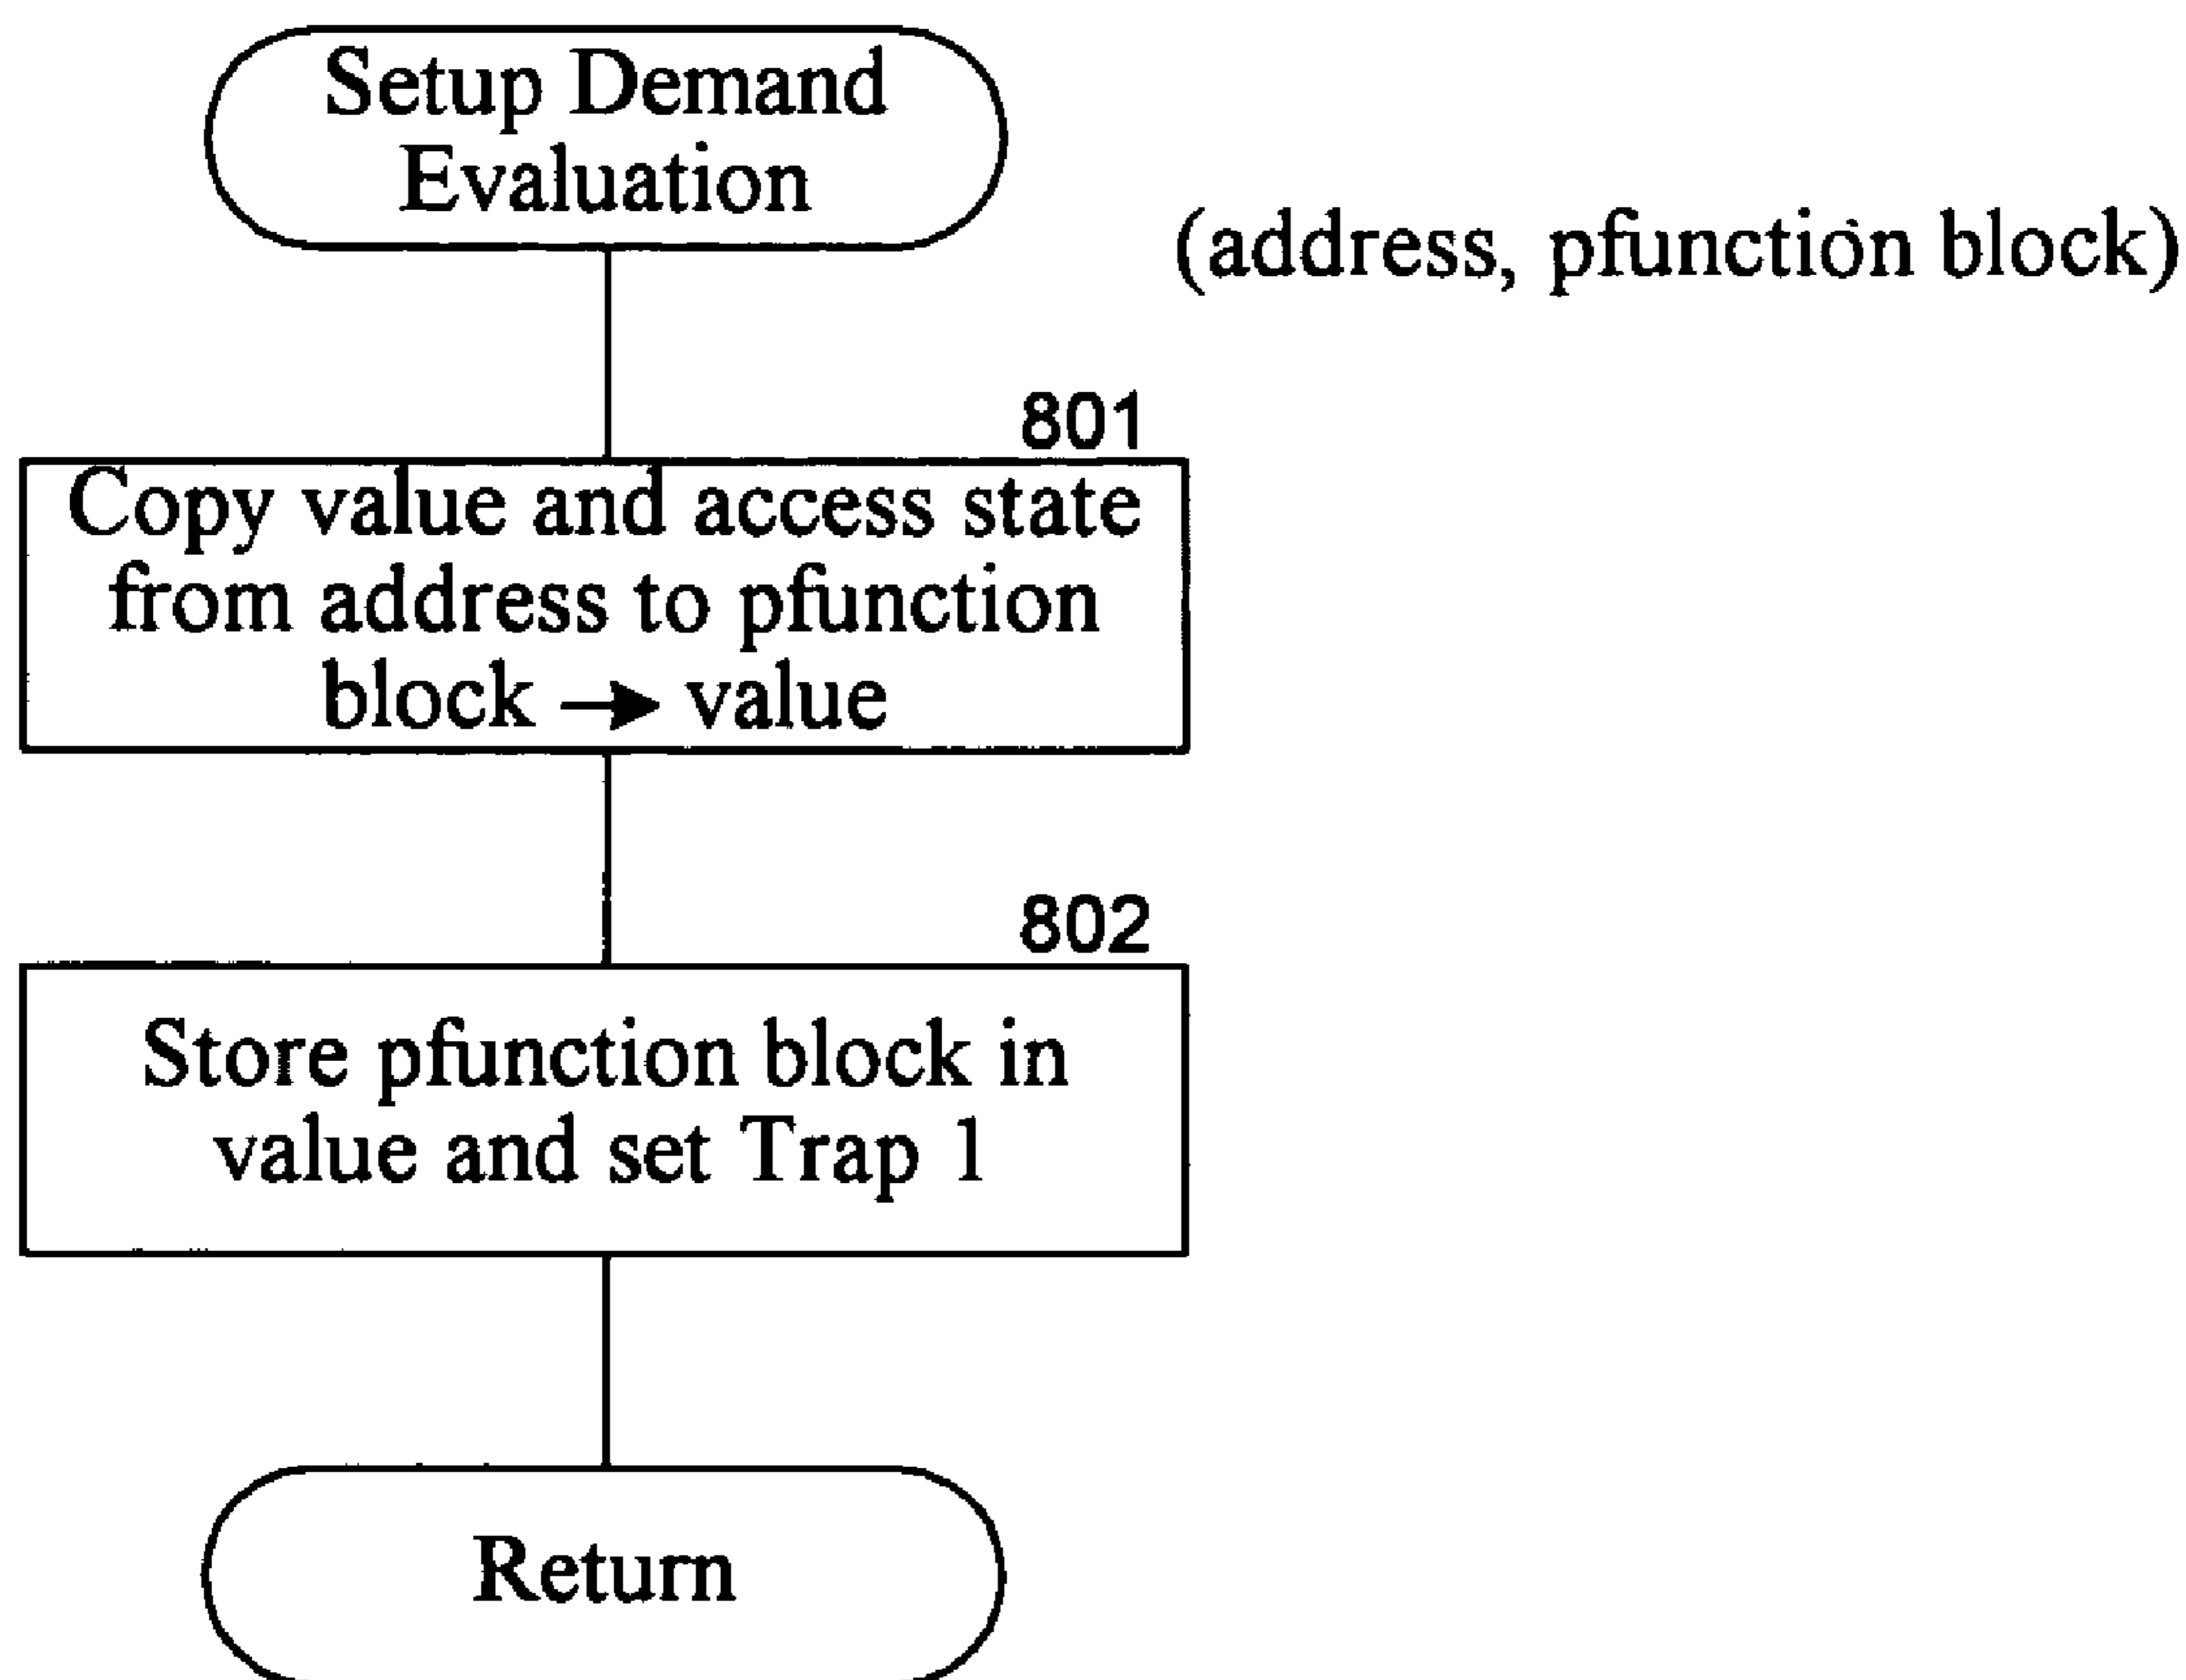 Setup Demand
Evaluation
(address, pfunction block)
801
Copy value and access state
from address to pfunction
block → value
802
Store pfunction block in
value and set Trap 1
Return